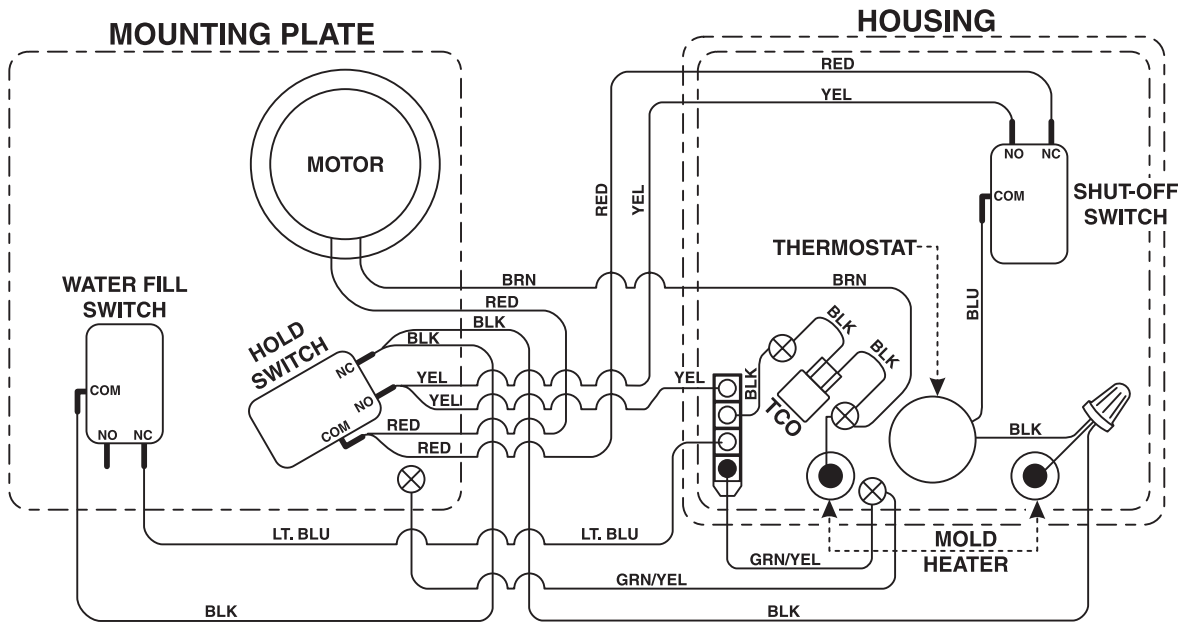 MOUNTING PLATE
HOUSING
RED
YEL
MOTOR
NO
NC
COM
SHUT-OFF
SWITCH
RED
YEL
THERMOSTAT
BRN
BRN
WATER FILL
SWITCH
RED
BLU
HOLD
SWITCH
BLK
BLK
BLK
BLK
NC
YEL
YEL
BLK
COM
NO
YEL
TCO
NO
NC
COM
RED
RED
BLK
LT. BLU
LT. BLU
MOLD
HEATER
GRN/YEL
GRN/YEL
BLK
BLK